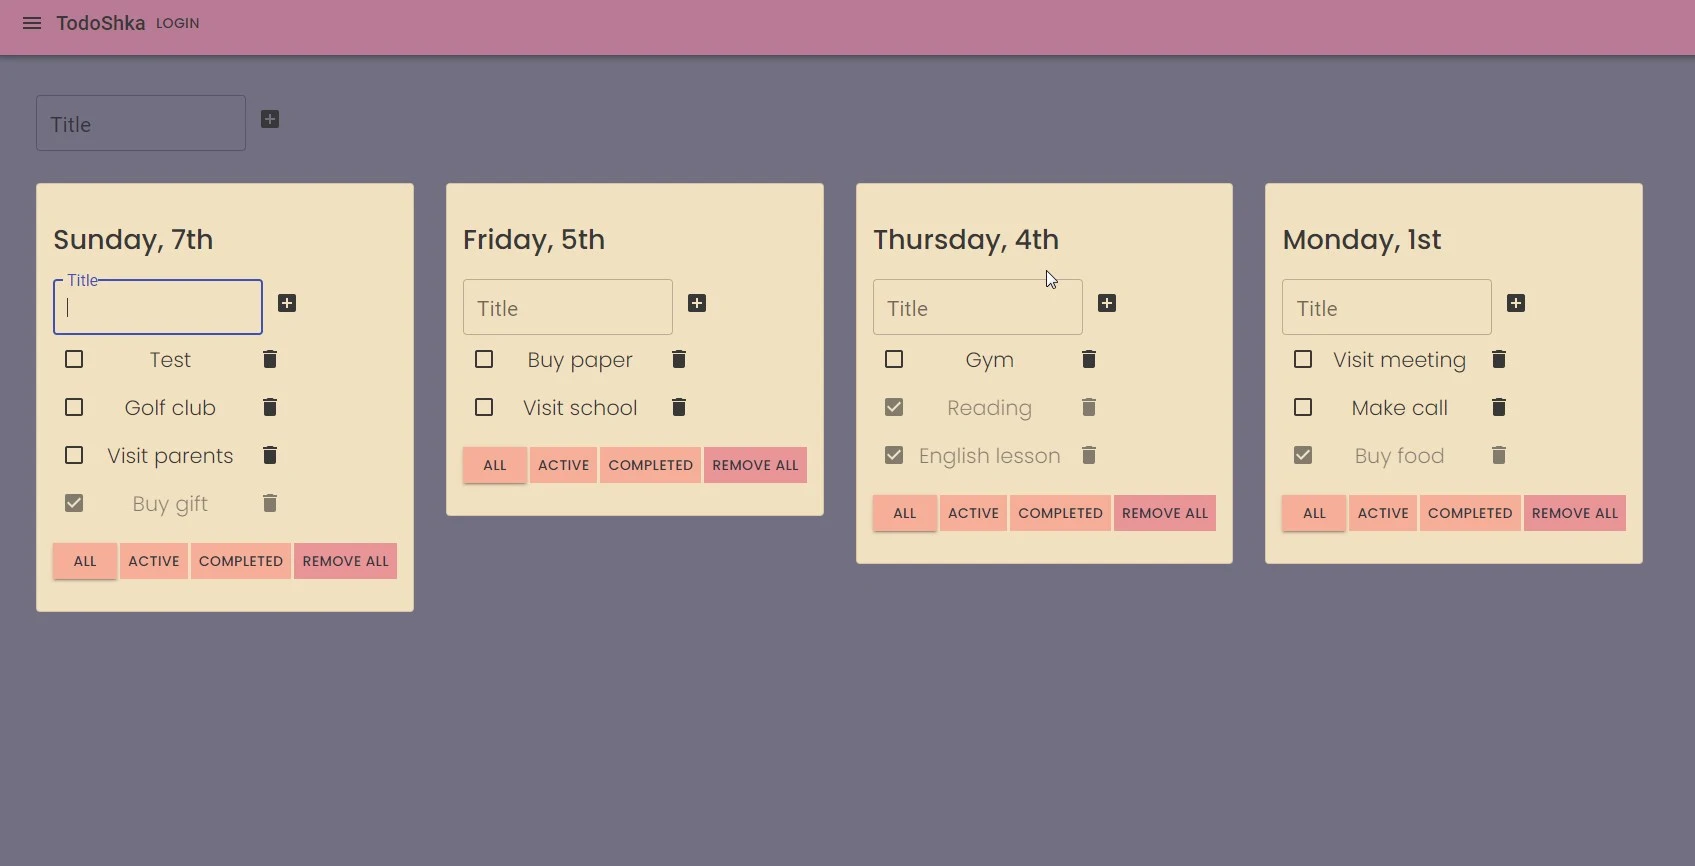 TodoShka LOGIN
Title
Sunday, 7th
Title
Test
Golf club
Visit parents
Buy gift
ALL ACTIVE COMPLETED REMOVE ALL
Friday, 5th
Title
Buy paper
Visit school
ALL ACTIVE COMPLETED REMOVE ALL
Thursday, 4th
Title
Gym
Reading
English lesson
ALL ACTIVE COMPLETED REMOVE ALL
Monday, 1st
Title
Visit meeting
Make call
Buy food
ALL ACTIVE COMPLETED REMOVE ALL